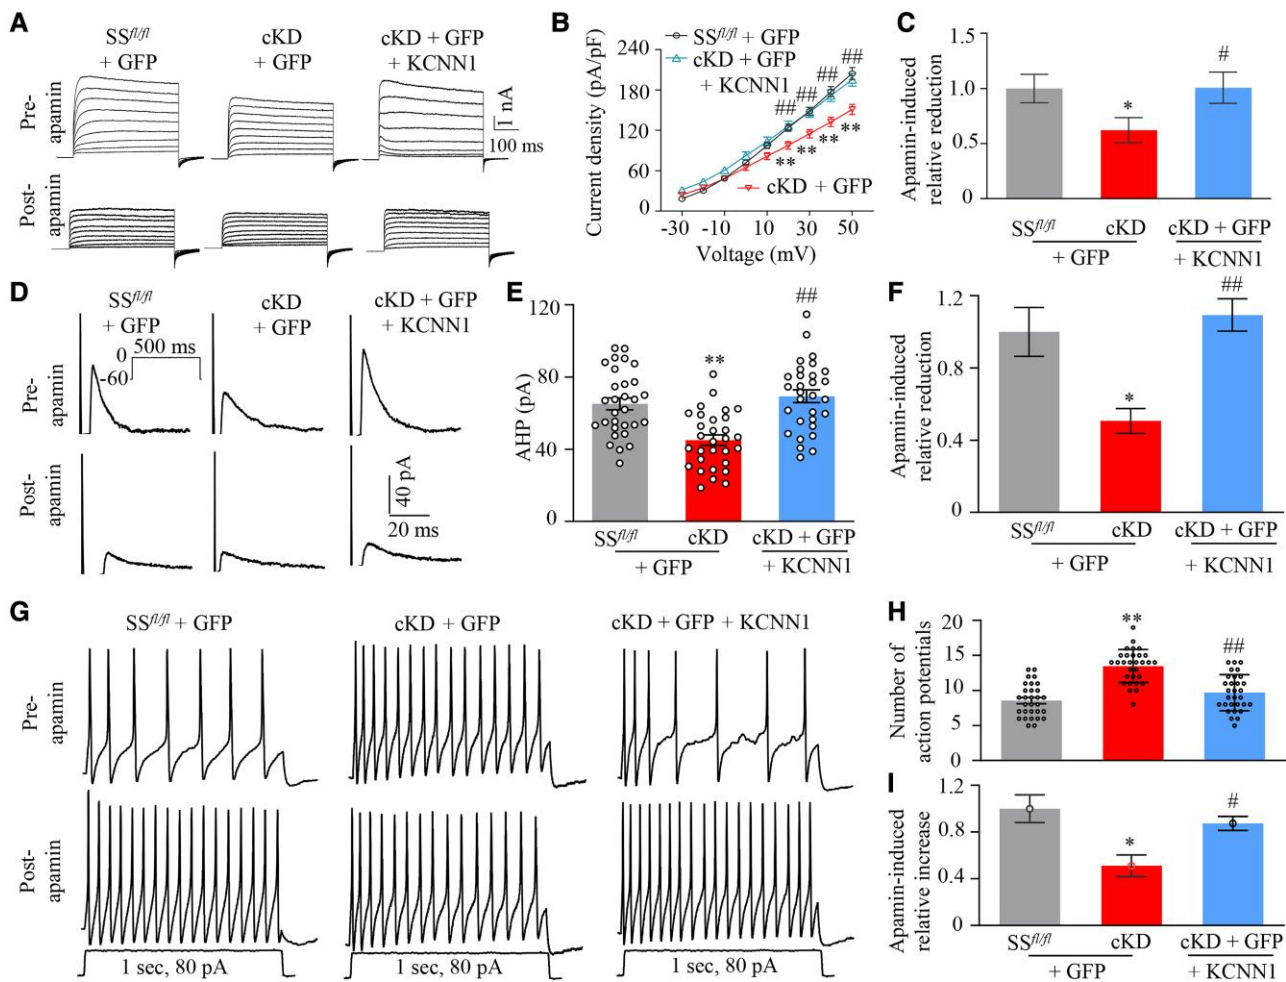 A
SSfl/fl
+ GFP
cKD
+ GFP
cKD + GFP
+ KCNN1
Pre-
apamin
1 nA
100 ms
Post-
apamin
B
Current density (pA/pF)
240
180
120
60
0
SSfl/fl + GFP
cKD + GFP
+ KCNN1
##
##
##
##
**
**
**
**
cKD + GFP
-30
-10
10
30
50
Voltage (mV)
C
Apamin-induced
relative reduction
1.5
1.0
0.5
0
*
#
SSfl/fl
cKD
cKD + GFP
+ GFP
+ KCNN1
D
SSfl/fl
+ GFP
cKD
+ GFP
cKD + GFP
+ KCNN1
0
500 ms
-60
Pre-
apamin
Post-
apamin
40 pA
20 ms
E
AHP (pA)
120
80
40
0
**
##
SSfl/fl
cKD
cKD + GFP
+ GFP
+ KCNN1
F
Apamin-induced
relative reduction
1.2
0.8
0.4
0
*
##
SSfl/fl
cKD
cKD + GFP
+ GFP
+ KCNN1
G
SSfl/fl + GFP
cKD + GFP
cKD + GFP + KCNN1
Pre-
apamin
Post-
apamin
1 sec, 80 pA
1 sec, 80 pA
1 sec, 80 pA
H
Number of
action potentials
20
15
10
5
0
**
##
I
Apamin-induced
relative increase
1.2
0.8
0.4
0
*
#
SSfl/fl
cKD
cKD + GFP
+ GFP
+ KCNN1